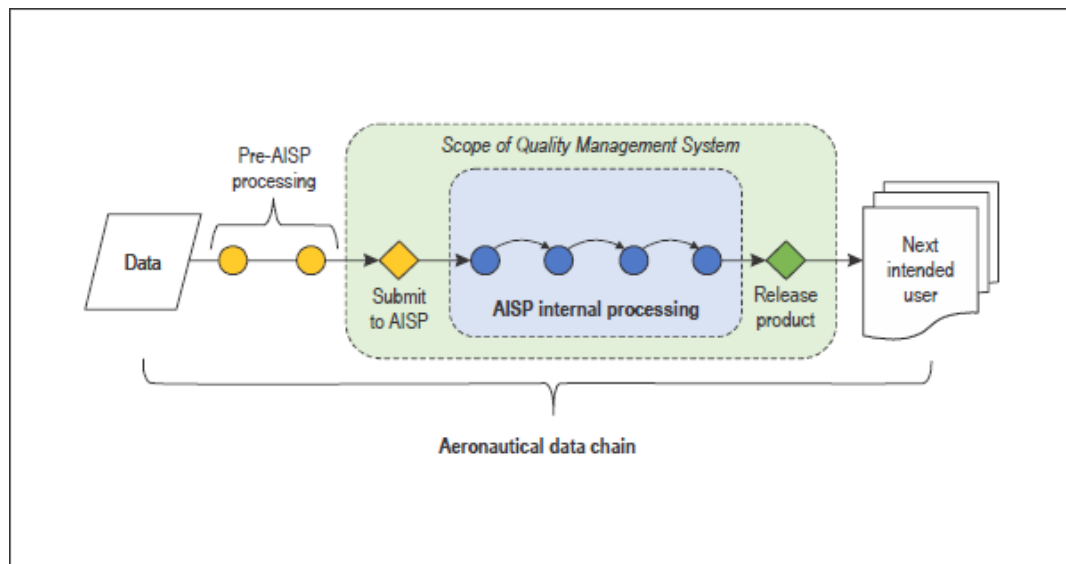 Scope of Quality Management System
Pre-AISP
processing
Data
Submit
to AISP
AISP internal processing
Release
product
Next
intended
user
Aeronautical data chain